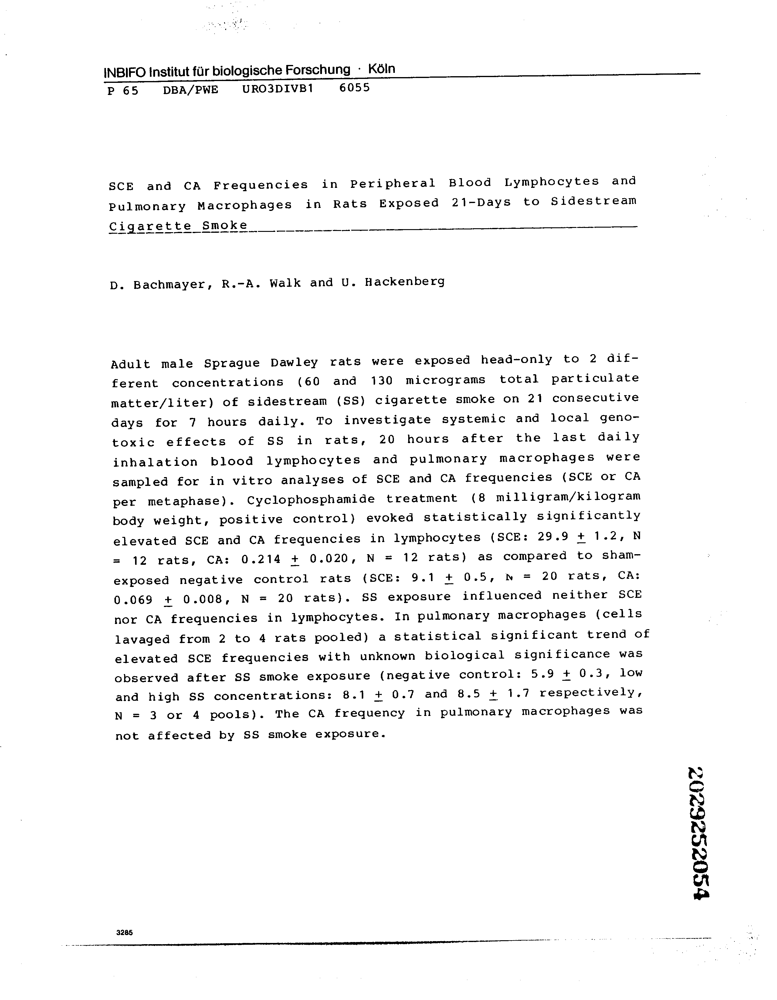 INBIFO Institut für biologische Forschung · Köln
P 65 DBA/PWE URO3DIVB1 6055
SCE and CA Frequencies in Peripheral Blood Lymphocytes and
Pulmonary Macrophages in Rats Exposed 21-Days to Sidestream
Cigarette Smoke
D. Bachmayer, R.-A. Walk and U. Hackenberg
Adult male Sprague Dawley rats were exposed head-only to 2 dif-
ferent concentrations (60 and 130 micrograms total particulate
matter/liter) of sidestream (SS) cigarette smoke on 21 consecutive
days for 7 hours daily. To investigate systemic and local geno-
toxic effects of SS in rats, 20 hours after the last daily
inhalation blood lymphocytes and pulmonary macrophages were
sampled for in vitro analyses of SCE and CA frequencies (SCE or CA
per metaphase). Cyclophosphamide treatment (8 milligram/kilogram
body weight, positive control) evoked statistically significantly
elevated SCE and CA frequencies in lymphocytes (SCE: 29.9 ± 1.2, N
= 12 rats, CA: 0.214 ± 0.020, N = 12 rats) as compared to sham-
exposed negative control rats (SCE: 9.1 ± 0.5, N = 20 rats, CA:
0.069 ± 0.008, N = 20 rats). SS exposure influenced neither SCE
nor CA frequencies in lymphocytes. In pulmonary macrophages (cells
lavaged from 2 to 4 rats pooled) a statistical significant trend of
elevated SCE frequencies with unknown biological significance was
observed after SS smoke exposure (negative control: 5.9 ± 0.3, low
and high SS concentrations: 8.1 ± 0.7 and 8.5 ± 1.7 respectively,
N = 3 or 4 pools). The CA frequency in pulmonary macrophages was
not affected by SS smoke exposure.
2029252054
3285